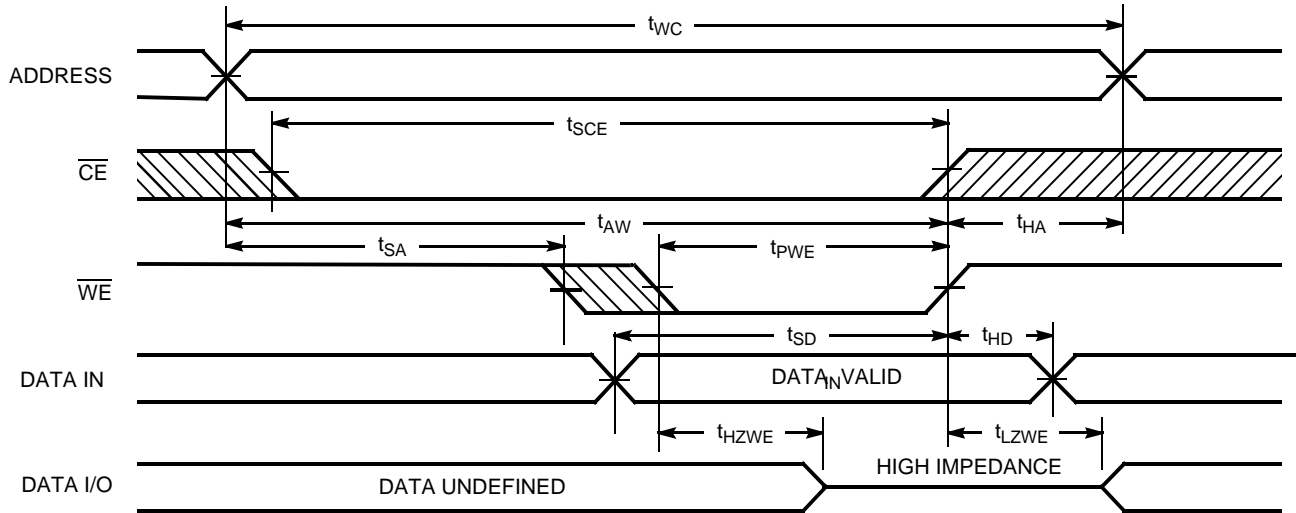 tWC
ADDRESS
tSCE
CE
tAW
tHA
tSA
tPWE
WE
tSD
tHD
DATA IN
DATAIN VALID
tHZWE
tLZWE
HIGH IMPEDANCE
DATA I/O
DATA UNDEFINED